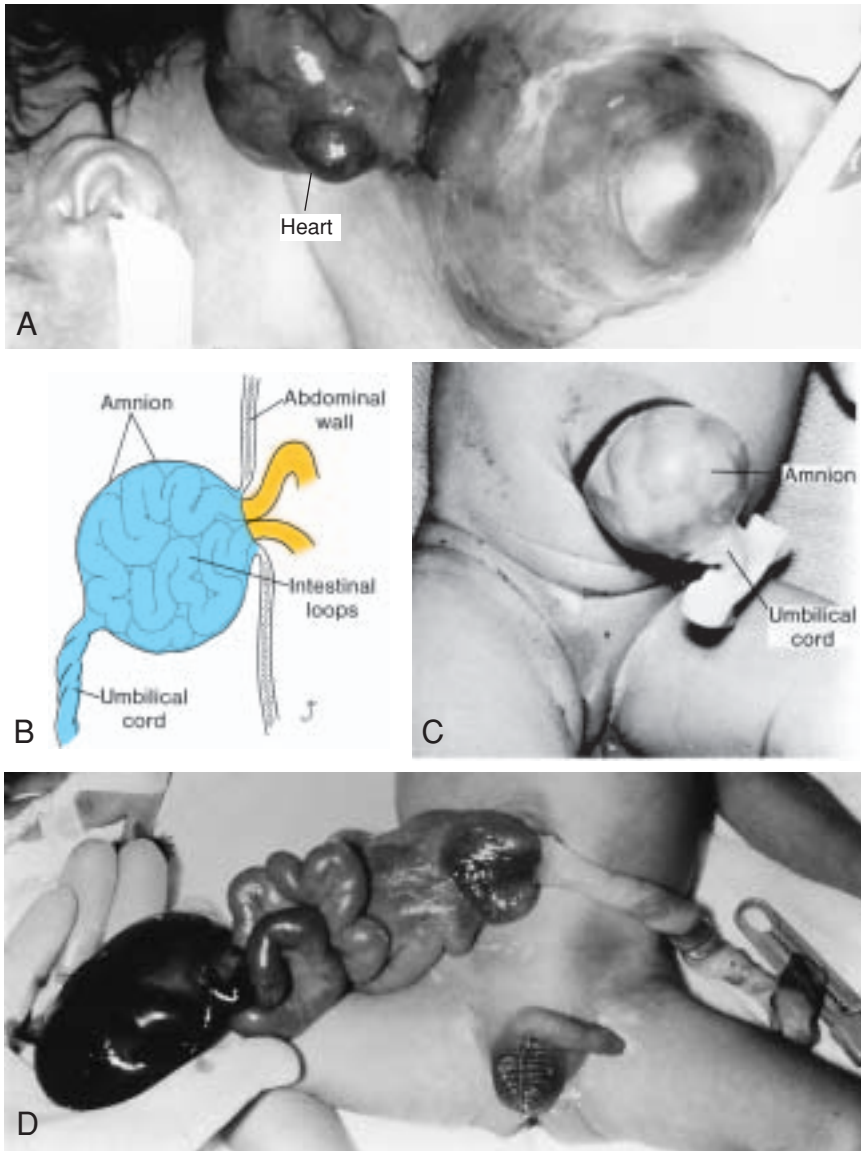 Heart
A
Amnion
Abdominal
wall
Intestinal
loops
Umbilical
cord
B
Amnion
Umbilical
cord
C
D